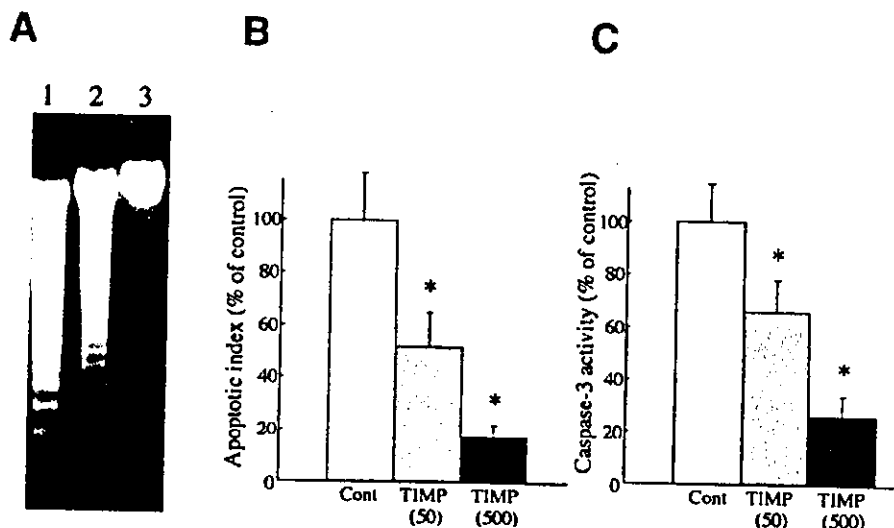 A
B
C
1 2 3
Apoptotic index (% of control)
100
80
60
40
20
0
*
*
Cont TIMP (50) TIMP (500)
Caspase-3 activity (% of control)
100
80
60
40
20
0
*
*
Cont TIMP (50) TIMP (500)